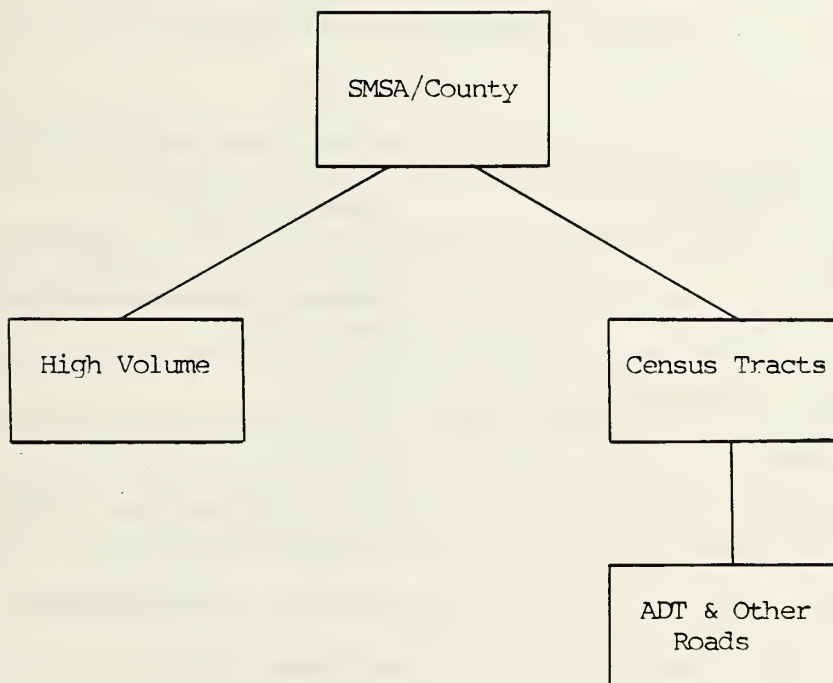 SMSA/County
High Volume
Census Tracts
ADT & Other
Roads